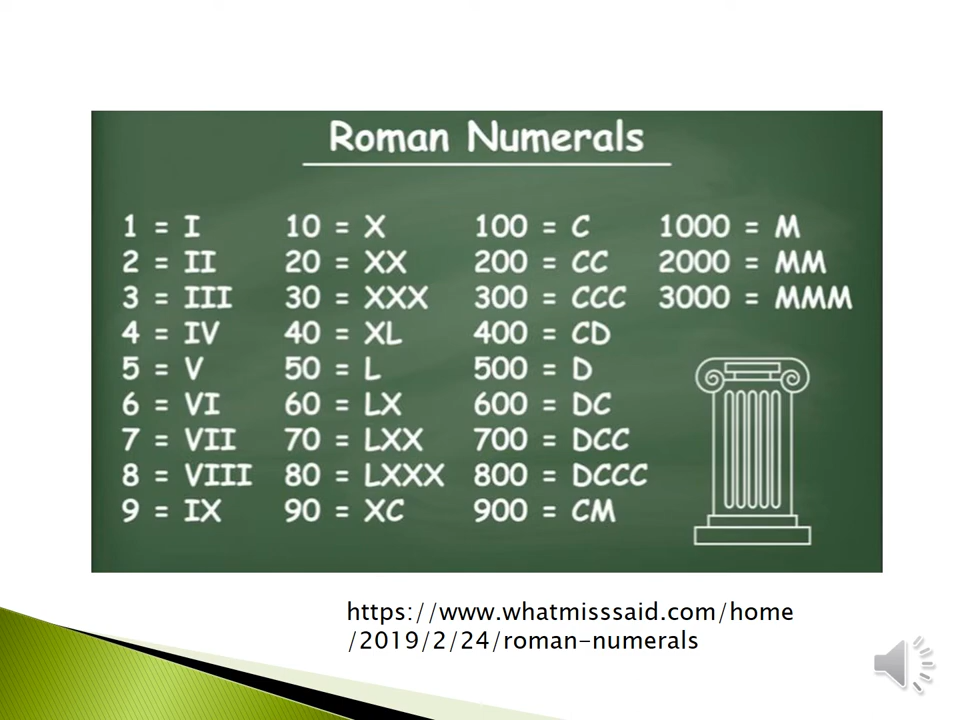 Roman Numerals
1 = I 10 = X 100 = C 1000 = M
2 = II 20 = XX 200 = CC 2000 = MM
3 = III 30 = XXX 300 = CCC 3000 = MMM
4 = IV 40 = XL 400 = CD
5 = V 50 = L 500 = D
6 = VI 60 = LX 600 = DC
7 = VII 70 = LXX 700 = DCC
8 = VIII 80 = LXXX 800 = DCCC
9 = IX 90 = XC 900 = CM
https://www.whatmisssaid.com/home
/2019/2/24/roman-numerals